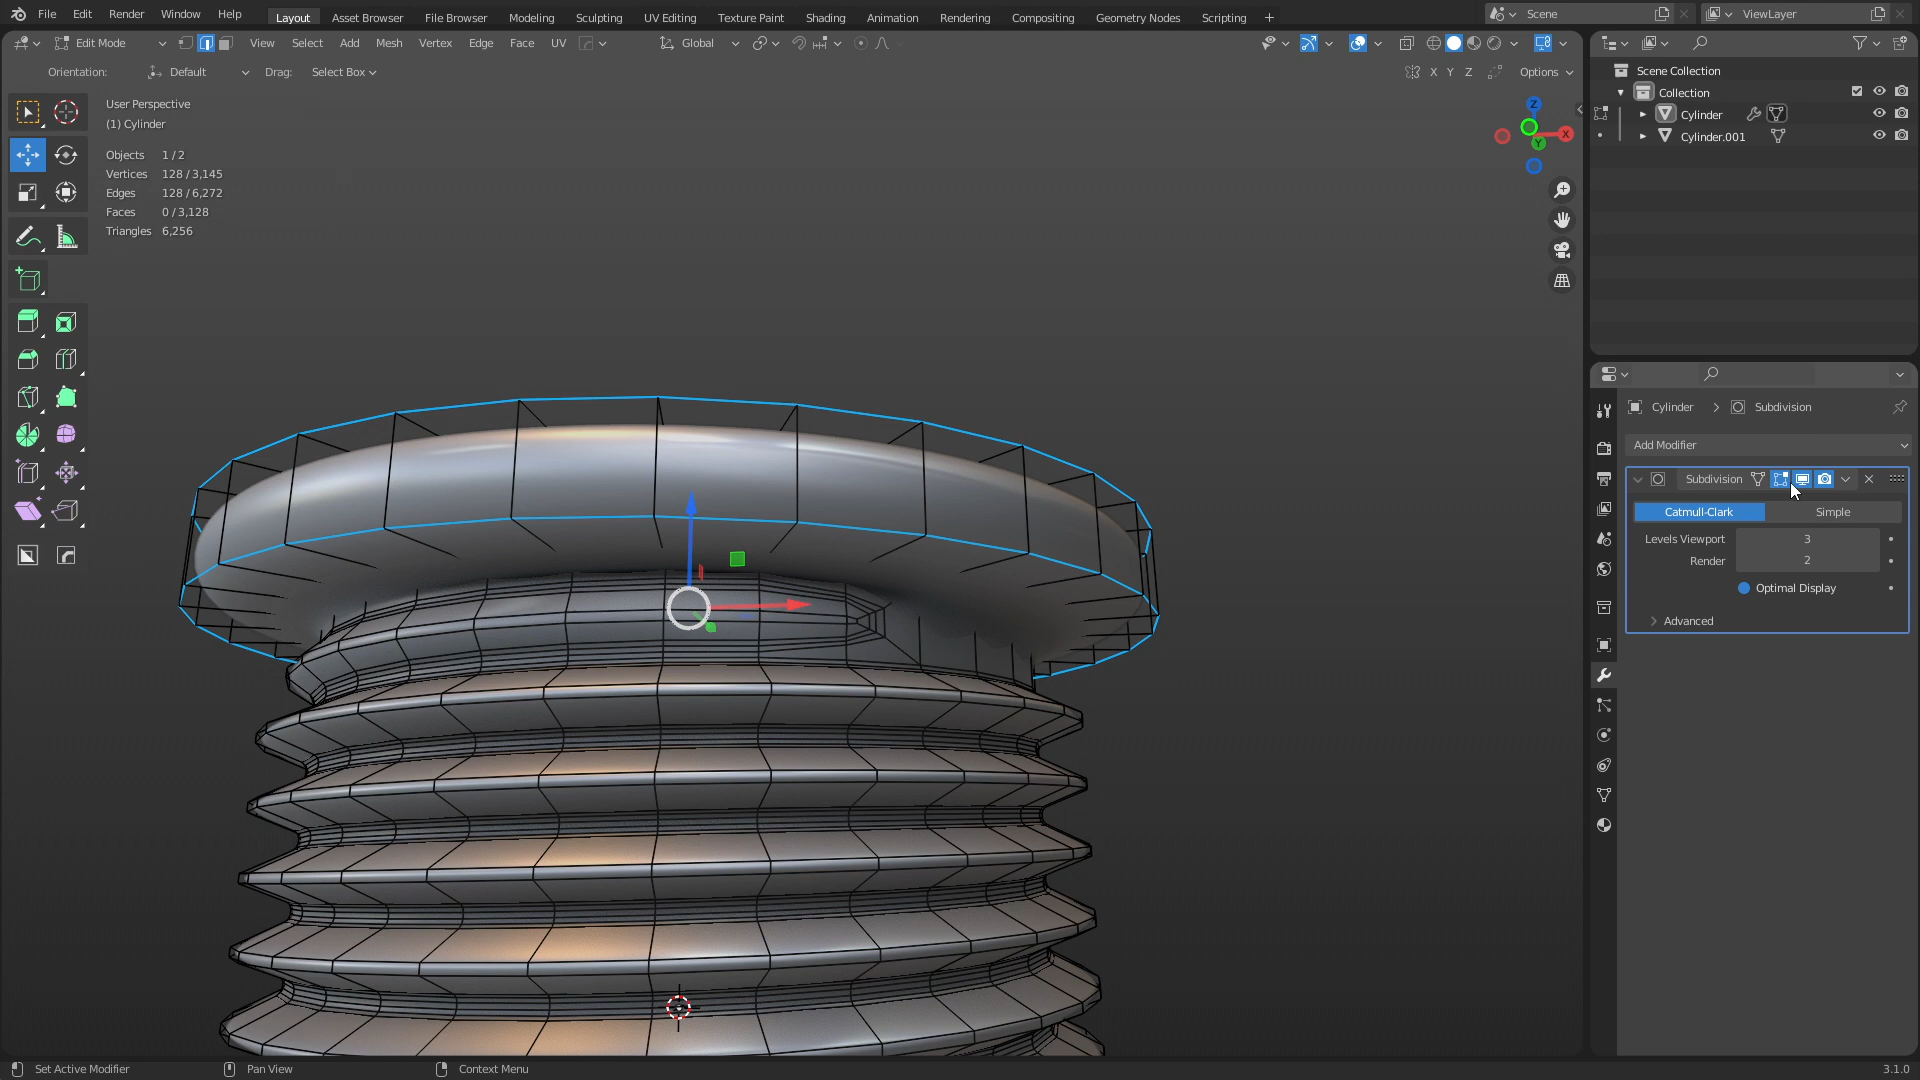 File Edit Render Window Help Layout Asset Browser File Browser Modeling Sculpting UV Editing Texture Paint Shading Animation Rendering Compositing Geometry Nodes Scripting + Scene ViewLayer
Edit Mode View Select Add Mesh Vertex Edge Face UV Global
Orientation: Default Drag: Select Box X Y Z Options
Scene Collection
Collection
Cylinder
Cylinder.001
User Perspective
(1) Cylinder
Objects 1 / 2
Vertices 128 / 3,145
Edges 128 / 6,272
Faces 0 / 3,128
Triangles 6,256
Z
X
Y
Cylinder > Subdivision
Add Modifier
Subdivision
Catmull-Clark Simple
Levels Viewport 3
Render 2
Optimal Display
Advanced
Set Active Modifier Pan View Context Menu 3.1.0